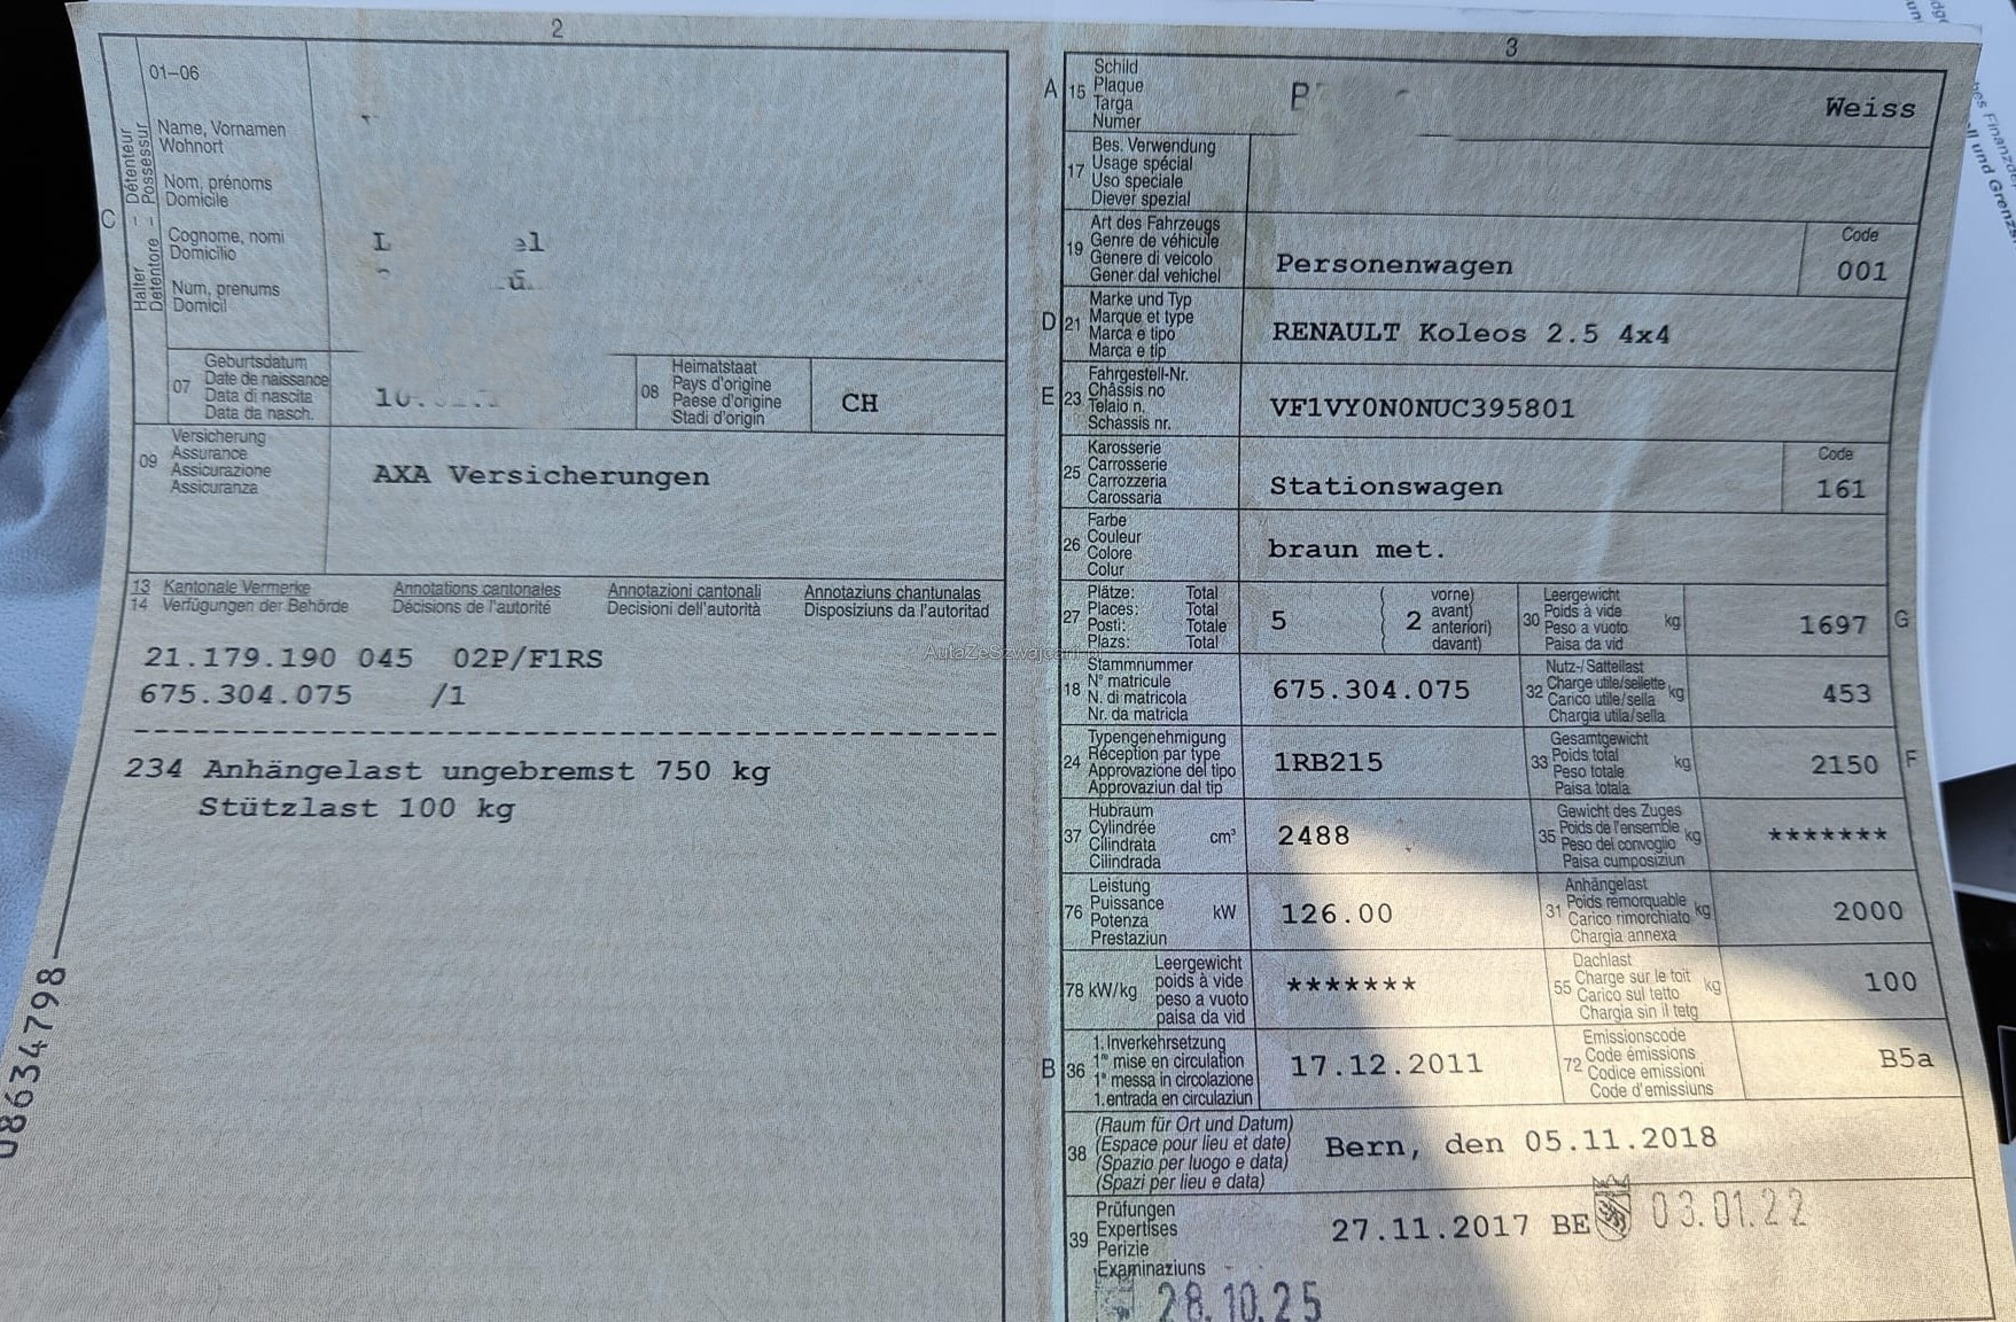 2
01–06
Name, Vornamen
Wohnort
Nom, prénoms
Domicile
Cognome, nomi
Domicilio
Num, prenums
Domicil
C
Halter – Détenteur
Detentore – Possessur
L el
ü
07
Geburtsdatum
Date de naissance
Data di nascita
Data da nasch.
10.
08
Heimatstaat
Pays d'origine
Paese d'origine
Stadi d'origin
CH
09
Versicherung
Assurance
Assicurazione
Assicuranza
AXA Versicherungen
13 Kantonale Vermerke Annotations cantonales Annotazioni cantonali Annotaziuns chantunalas
14 Verfügungen der Behörde Décisions de l'autorité Decisioni dell'autorità Disposiziuns da l'autoritad
21.179.190 045 02P/F1RS
675.304.075 /1
234 Anhängelast ungebremst 750 kg
Stützlast 100 kg
08634798
3
A 15
Schild
Plaque
Targa
Numer
B
Weiss
17
Bes. Verwendung
Usage spécial
Uso speciale
Diever spezial
19
Art des Fahrzeugs
Genre de véhicule
Genere di veicolo
Gener dal vehichel
Personenwagen
Code
001
D 21
Marke und Typ
Marque et type
Marca e tipo
Marca e tip
RENAULT Koleos 2.5 4x4
E 23
Fahrgestell-Nr.
Châssis no
Telaio n.
Schassis nr.
VF1VY0N0NUC395801
25
Karosserie
Carrosserie
Carrozzeria
Carossaria
Stationswagen
Code
161
26
Farbe
Couleur
Colore
Colur
braun met.
27
Plätze: Total
Places: Total
Posti: Totale
Plazs: Total
5
2
vorne)
avant)
anteriori)
davant)
30
Leergewicht
Poids à vide
Peso a vuoto
Paisa da vid
kg
1697
G
18
Stammnummer
N° matricule
N. di matricola
Nr. da matricla
675.304.075
32
Nutz-/Sattellast
Charge utile/sellette
Carico utile/sella
Chargia utila/sella
kg
453
24
Typengenehmigung
Réception par type
Approvazione del tipo
Approvaziun dal tip
1RB215
33
Gesamtgewicht
Poids total
Peso totale
Paisa totala
kg
2150
F
37
Hubraum
Cylindrée
Cilindrata
Cilindrada
cm³
2488
35
Gewicht des Zuges
Poids de l'ensemble
Peso del convoglio
Paisa cumposiziun
kg
*******
76
Leistung
Puissance
Potenza
Prestaziun
kW
126.00
31
Anhängelast
Poids remorquable
Carico rimorchiato
Chargia annexa
kg
2000
78 kW/kg
Leergewicht
poids à vide
peso a vuoto
paisa da vid
*******
55
Dachlast
Charge sur le toit
Carico sul tetto
Chargia sin il tetg
kg
100
B 36
1. Inverkehrsetzung
1re mise en circulation
1a messa in circolazione
1. entrada en circulaziun
17.12.2011
72
Emissionscode
Code émissions
Codice emissioni
Code d'emissiuns
B5a
38
(Raum für Ort und Datum)
(Espace pour lieu et date)
(Spazio per luogo e data)
(Spazi per lieu e data)
Bern, den 05.11.2018
39
Prüfungen
Expertises
Perizie
Examinaziuns
27.11.2017 BE
03.01.22
28.10.25